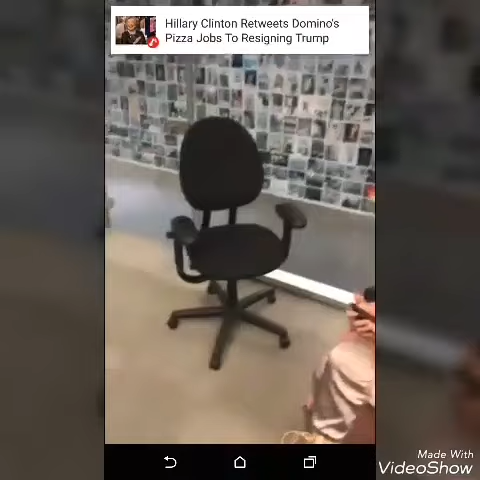 Hillary Clinton Retweets Domino's
Pizza Jobs To Resigning Trump
Made With
VideoShow